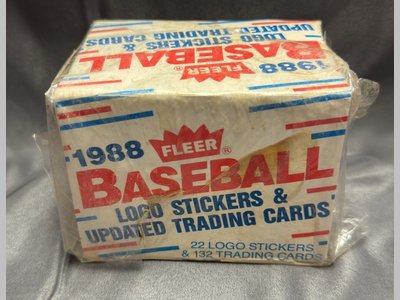 1988 FLEER®
BASEBALL
LOGO STICKERS &
UPDATED TRADING CARDS
1988 FLEER
BASEBALL
LOGO STICKERS &
UPDATED TRADING CARDS
22 LOGO STICKERS
& 132 TRADING CARDS